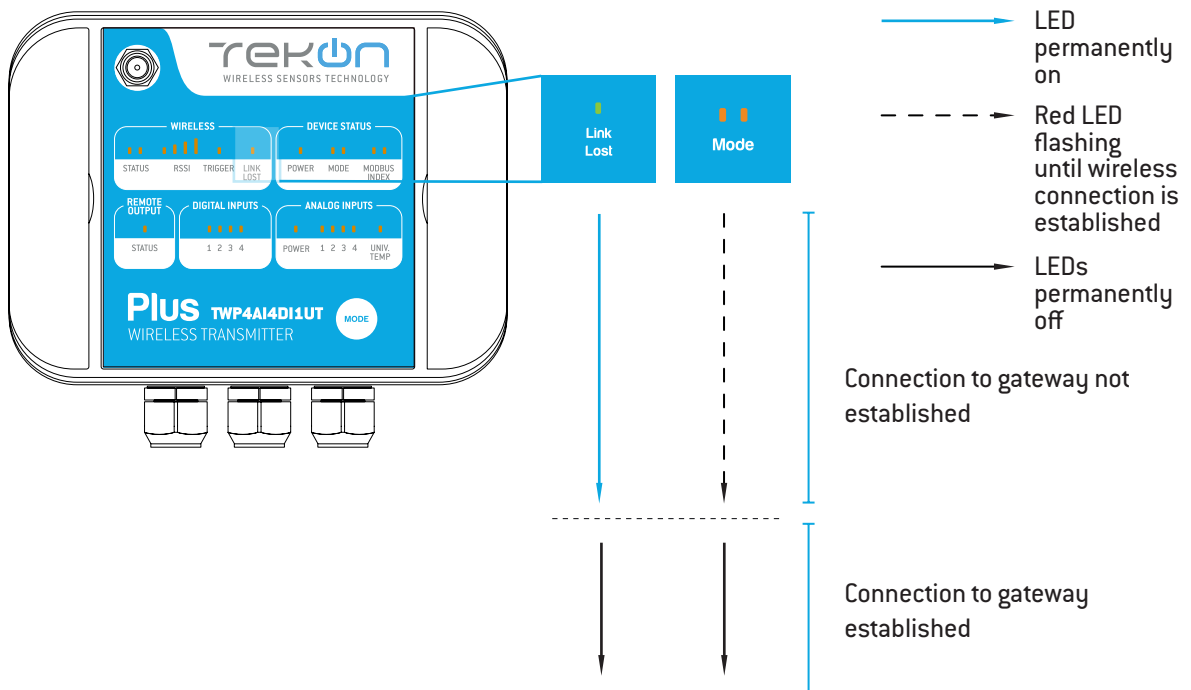 TEKON
WIRELESS SENSORS TECHNOLOGY
WIRELESS
DEVICE STATUS
STATUS RSSI TRIGGER LINK LOST
POWER MODE MODBUS INDEX
REMOTE OUTPUT
DIGITAL INPUTS
ANALOG INPUTS
STATUS
1 2 3 4
POWER 1 2 3 4 UNIV. TEMP
Plus TWP4AI4DI1UT
WIRELESS TRANSMITTER
MODE
Link
Lost
Mode
LED
permanently
on
Red LED
flashing
until wireless
connection is
established
LEDs
permanently
off
Connection to gateway not
established
Connection to gateway
established